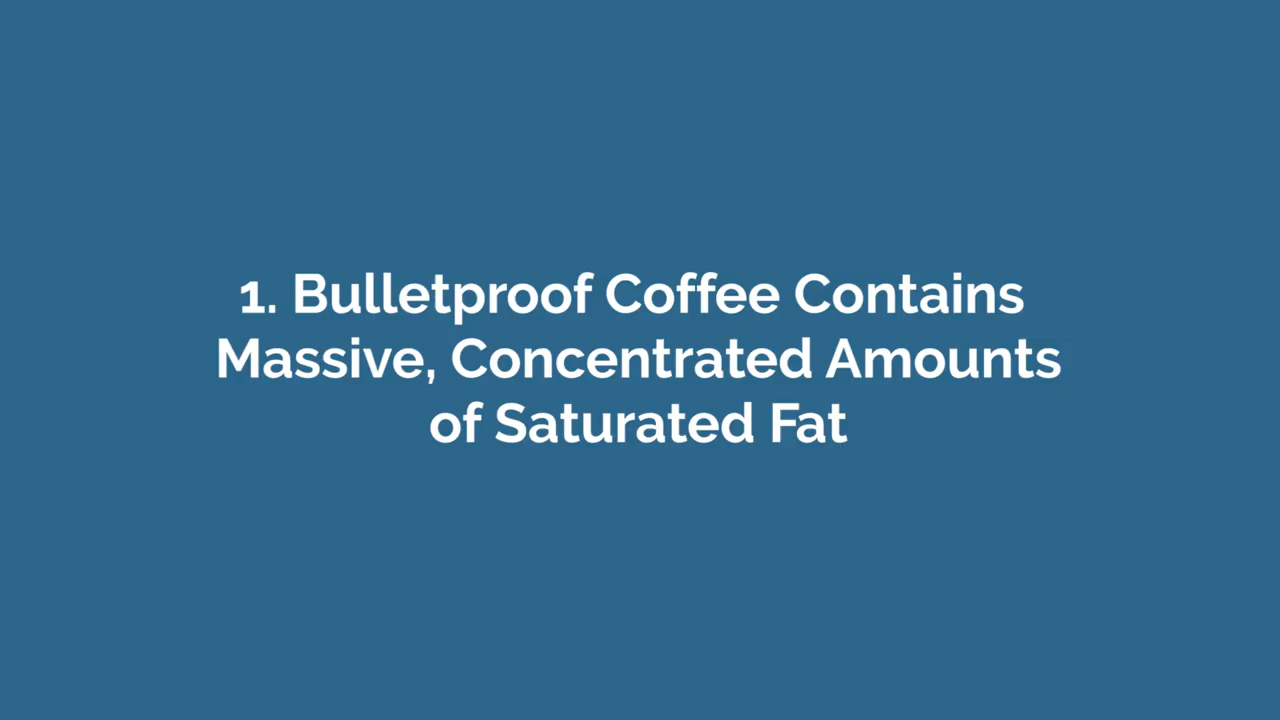 1. Bulletproof Coffee Contains
Massive, Concentrated Amounts
of Saturated Fat